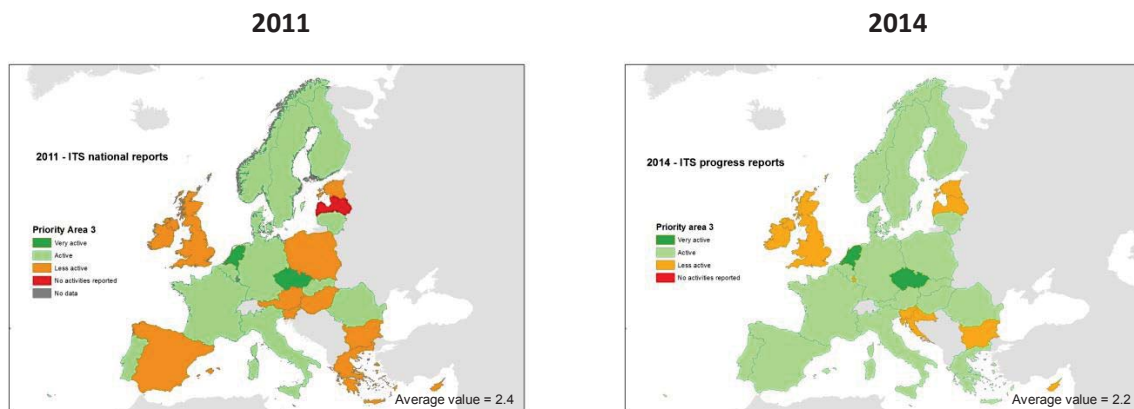 2011
2014
2011 - ITS national reports
Priority Area 3
Very active
Active
Less active
No activities reported
No data
Average value = 2.4
2014 - ITS progress reports
Priority area 3
Very active
Active
Less active
No activities reported
Average value = 2.2